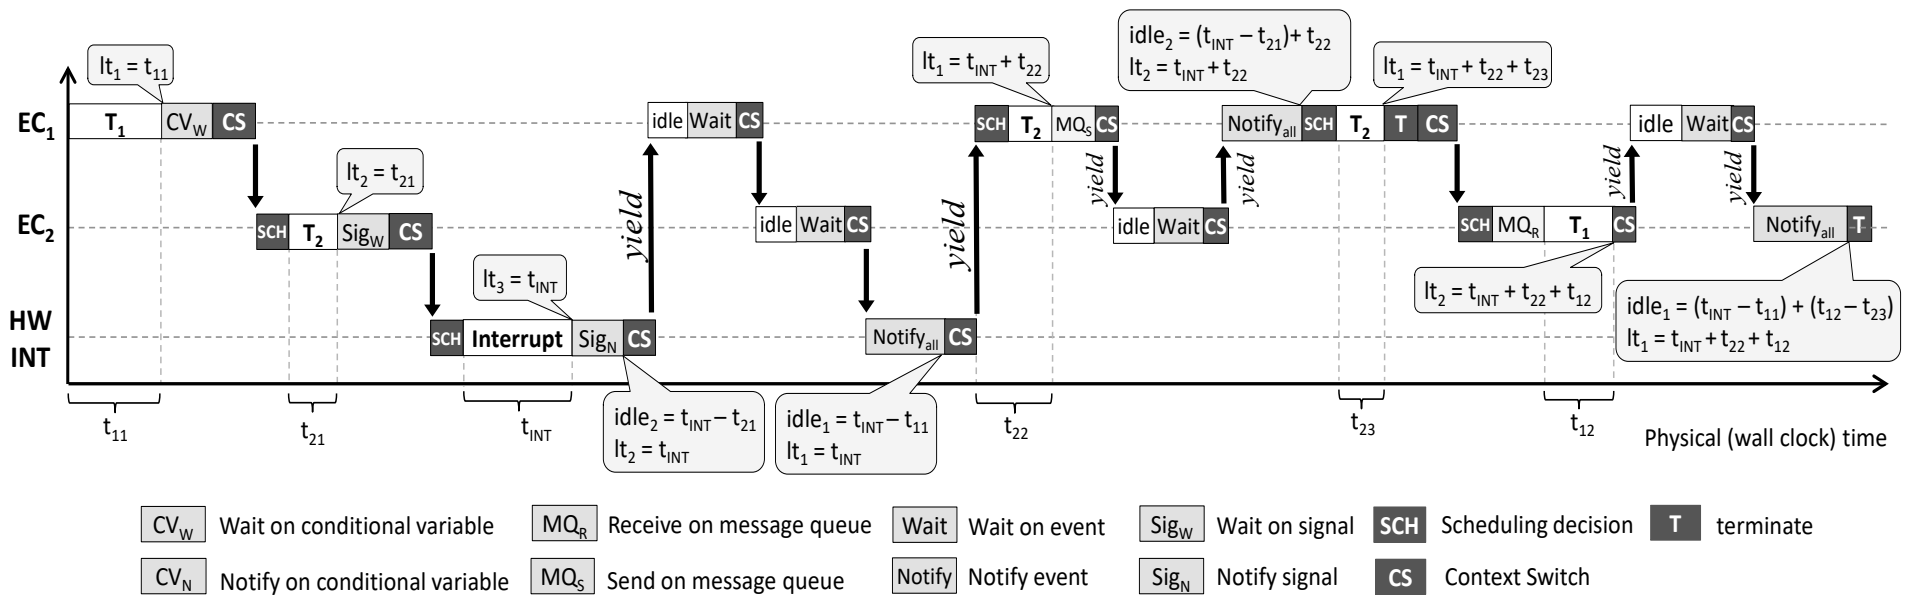 lt1 = t11
lt1 = tINT + t22
idle2 = (tINT – t21)+ t22
lt2 = tINT + t22
lt1 = tINT + t22 + t23
EC1
T1 CVW CS
idle Wait CS
SCH T2 MQS CS
Notifyall SCH T2 T CS
idle Wait CS
lt2 = t21
yield
yield
yield
yield
yield
yield
EC2
SCH T2 SigW CS
idle Wait CS
idle Wait CS
SCH MQR T1 CS
Notifyall T
lt3 = tINT
lt2 = tINT + t22 + t12
idle1 = (tINT – t11) + (t12 – t23)
lt1 = tINT + t22 + t12
HW
INT
SCH Interrupt SigN CS
Notifyall CS
t11
t21
tINT
idle2 = tINT – t21
lt2 = tINT
idle1 = tINT – t11
lt1 = tINT
t22
t23
t12
Physical (wall clock) time
CVW Wait on conditional variable
MQR Receive on message queue
Wait Wait on event
SigW Wait on signal
SCH Scheduling decision
T terminate
CVN Notify on conditional variable
MQS Send on message queue
Notify Notify event
SigN Notify signal
CS Context Switch